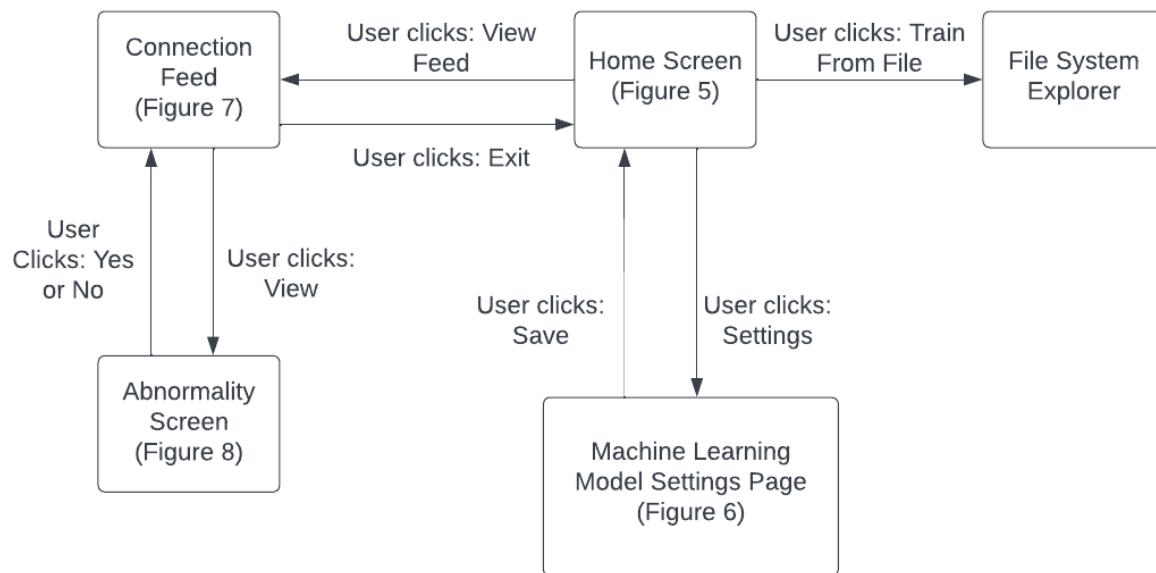 Connection
Feed
(Figure 7)
User clicks: View
Feed
Home Screen
(Figure 5)
User clicks: Train
From File
File System
Explorer
User clicks: Exit
User
Clicks: Yes
or No
User clicks:
View
User clicks:
Save
User clicks:
Settings
Abnormality
Screen
(Figure 8)
Machine Learning
Model Settings Page
(Figure 6)